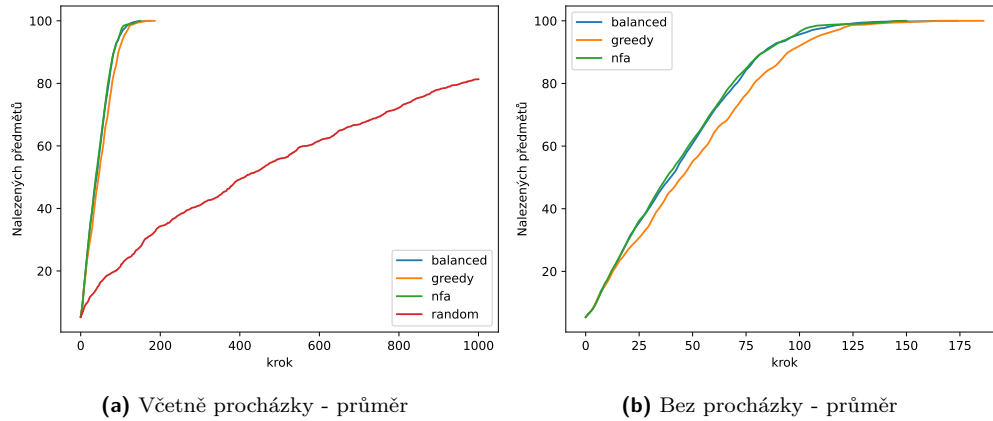 100
80
60
40
20
Nalezených předmětů
0
200
400
600
800
1000
krok
balanced
greedy
nfa
random
(a) Včetně procházky - průměr
100
80
60
40
20
Nalezených předmětů
0
25
50
75
100
125
150
175
krok
balanced
greedy
nfa
(b) Bez procházky - průměr